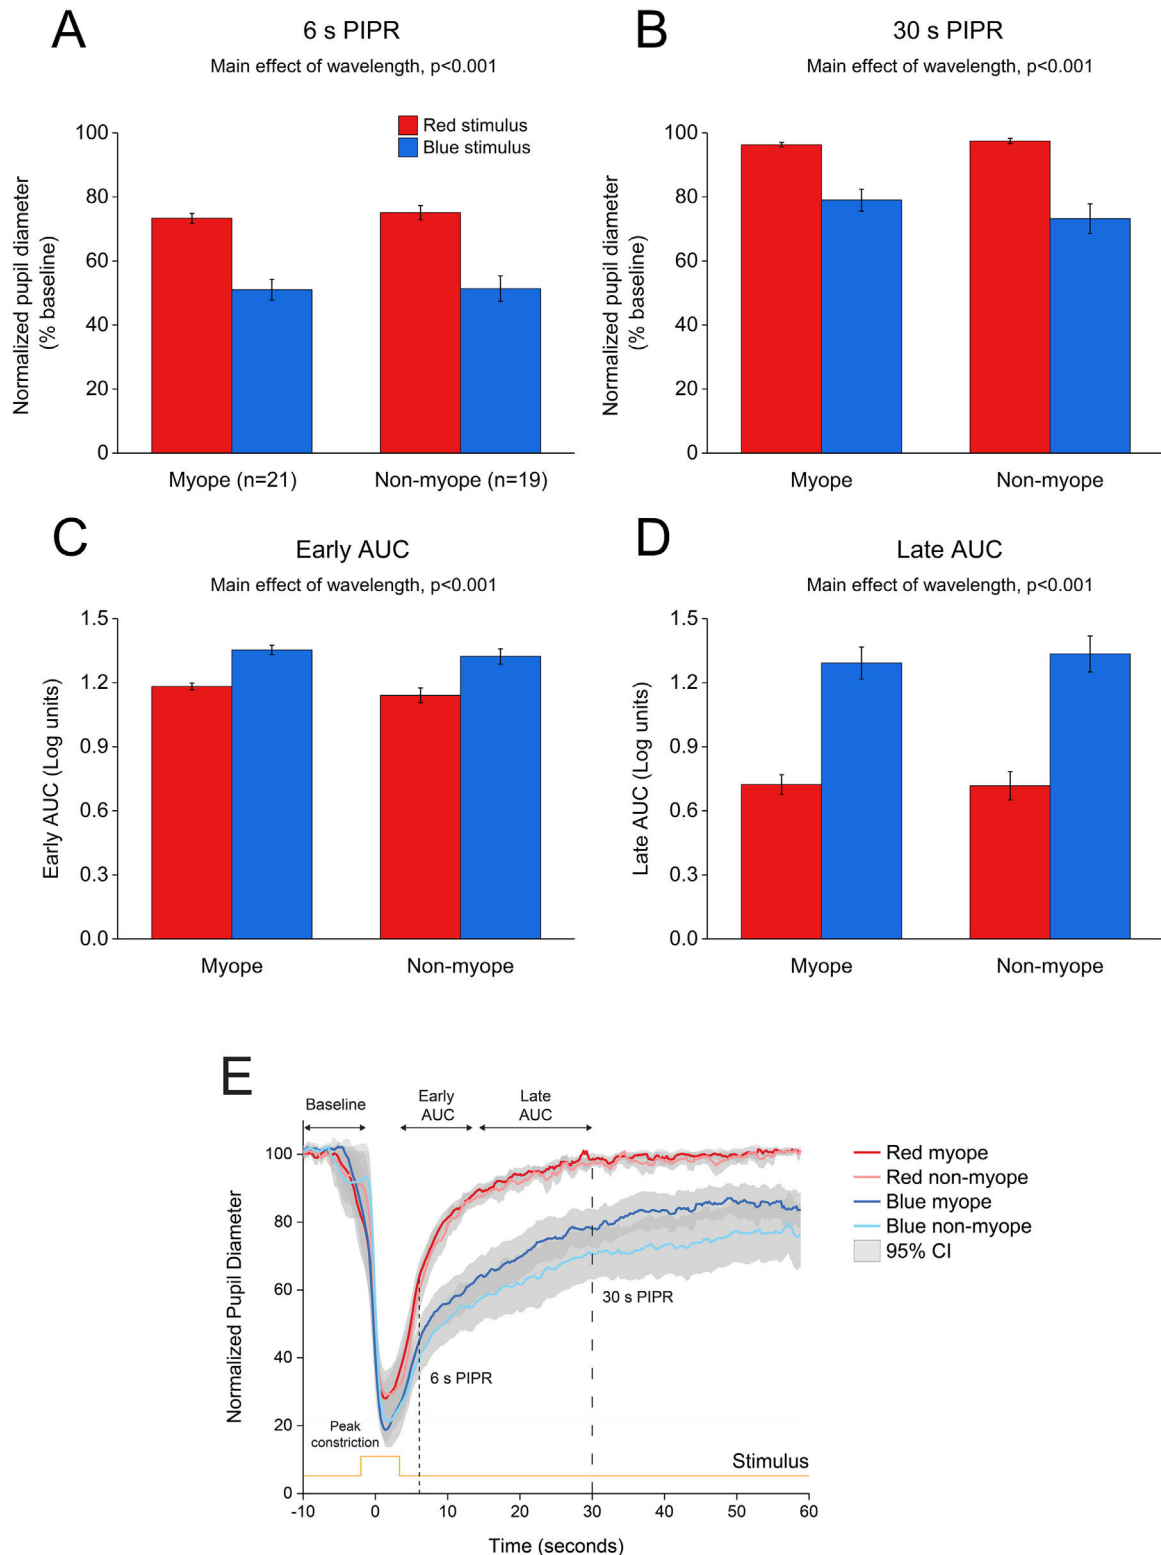 A
6 s PIPR
Main effect of wavelength, p<0.001
Red stimulus
Blue stimulus
Normalized pupil diameter
(% baseline)
100
80
60
40
20
0
Myope (n=21)
Non-myope (n=19)
B
30 s PIPR
Main effect of wavelength, p<0.001
Normalized pupil diameter
(% baseline)
100
80
60
40
20
0
Myope
Non-myope
C
Early AUC
Main effect of wavelength, p<0.001
Early AUC (Log units)
1.5
1.2
0.9
0.6
0.3
0.0
Myope
Non-myope
D
Late AUC
Main effect of wavelength, p<0.001
Late AUC (Log units)
1.5
1.2
0.9
0.6
0.3
0.0
Myope
Non-myope
E
Baseline
Early
AUC
Late
AUC
Normalized Pupil Diameter
100
80
60
40
20
0
6 s PIPR
30 s PIPR
Peak
constriction
Stimulus
-10
0
10
20
30
40
50
60
Time (seconds)
Red myope
Red non-myope
Blue myope
Blue non-myope
95% CI